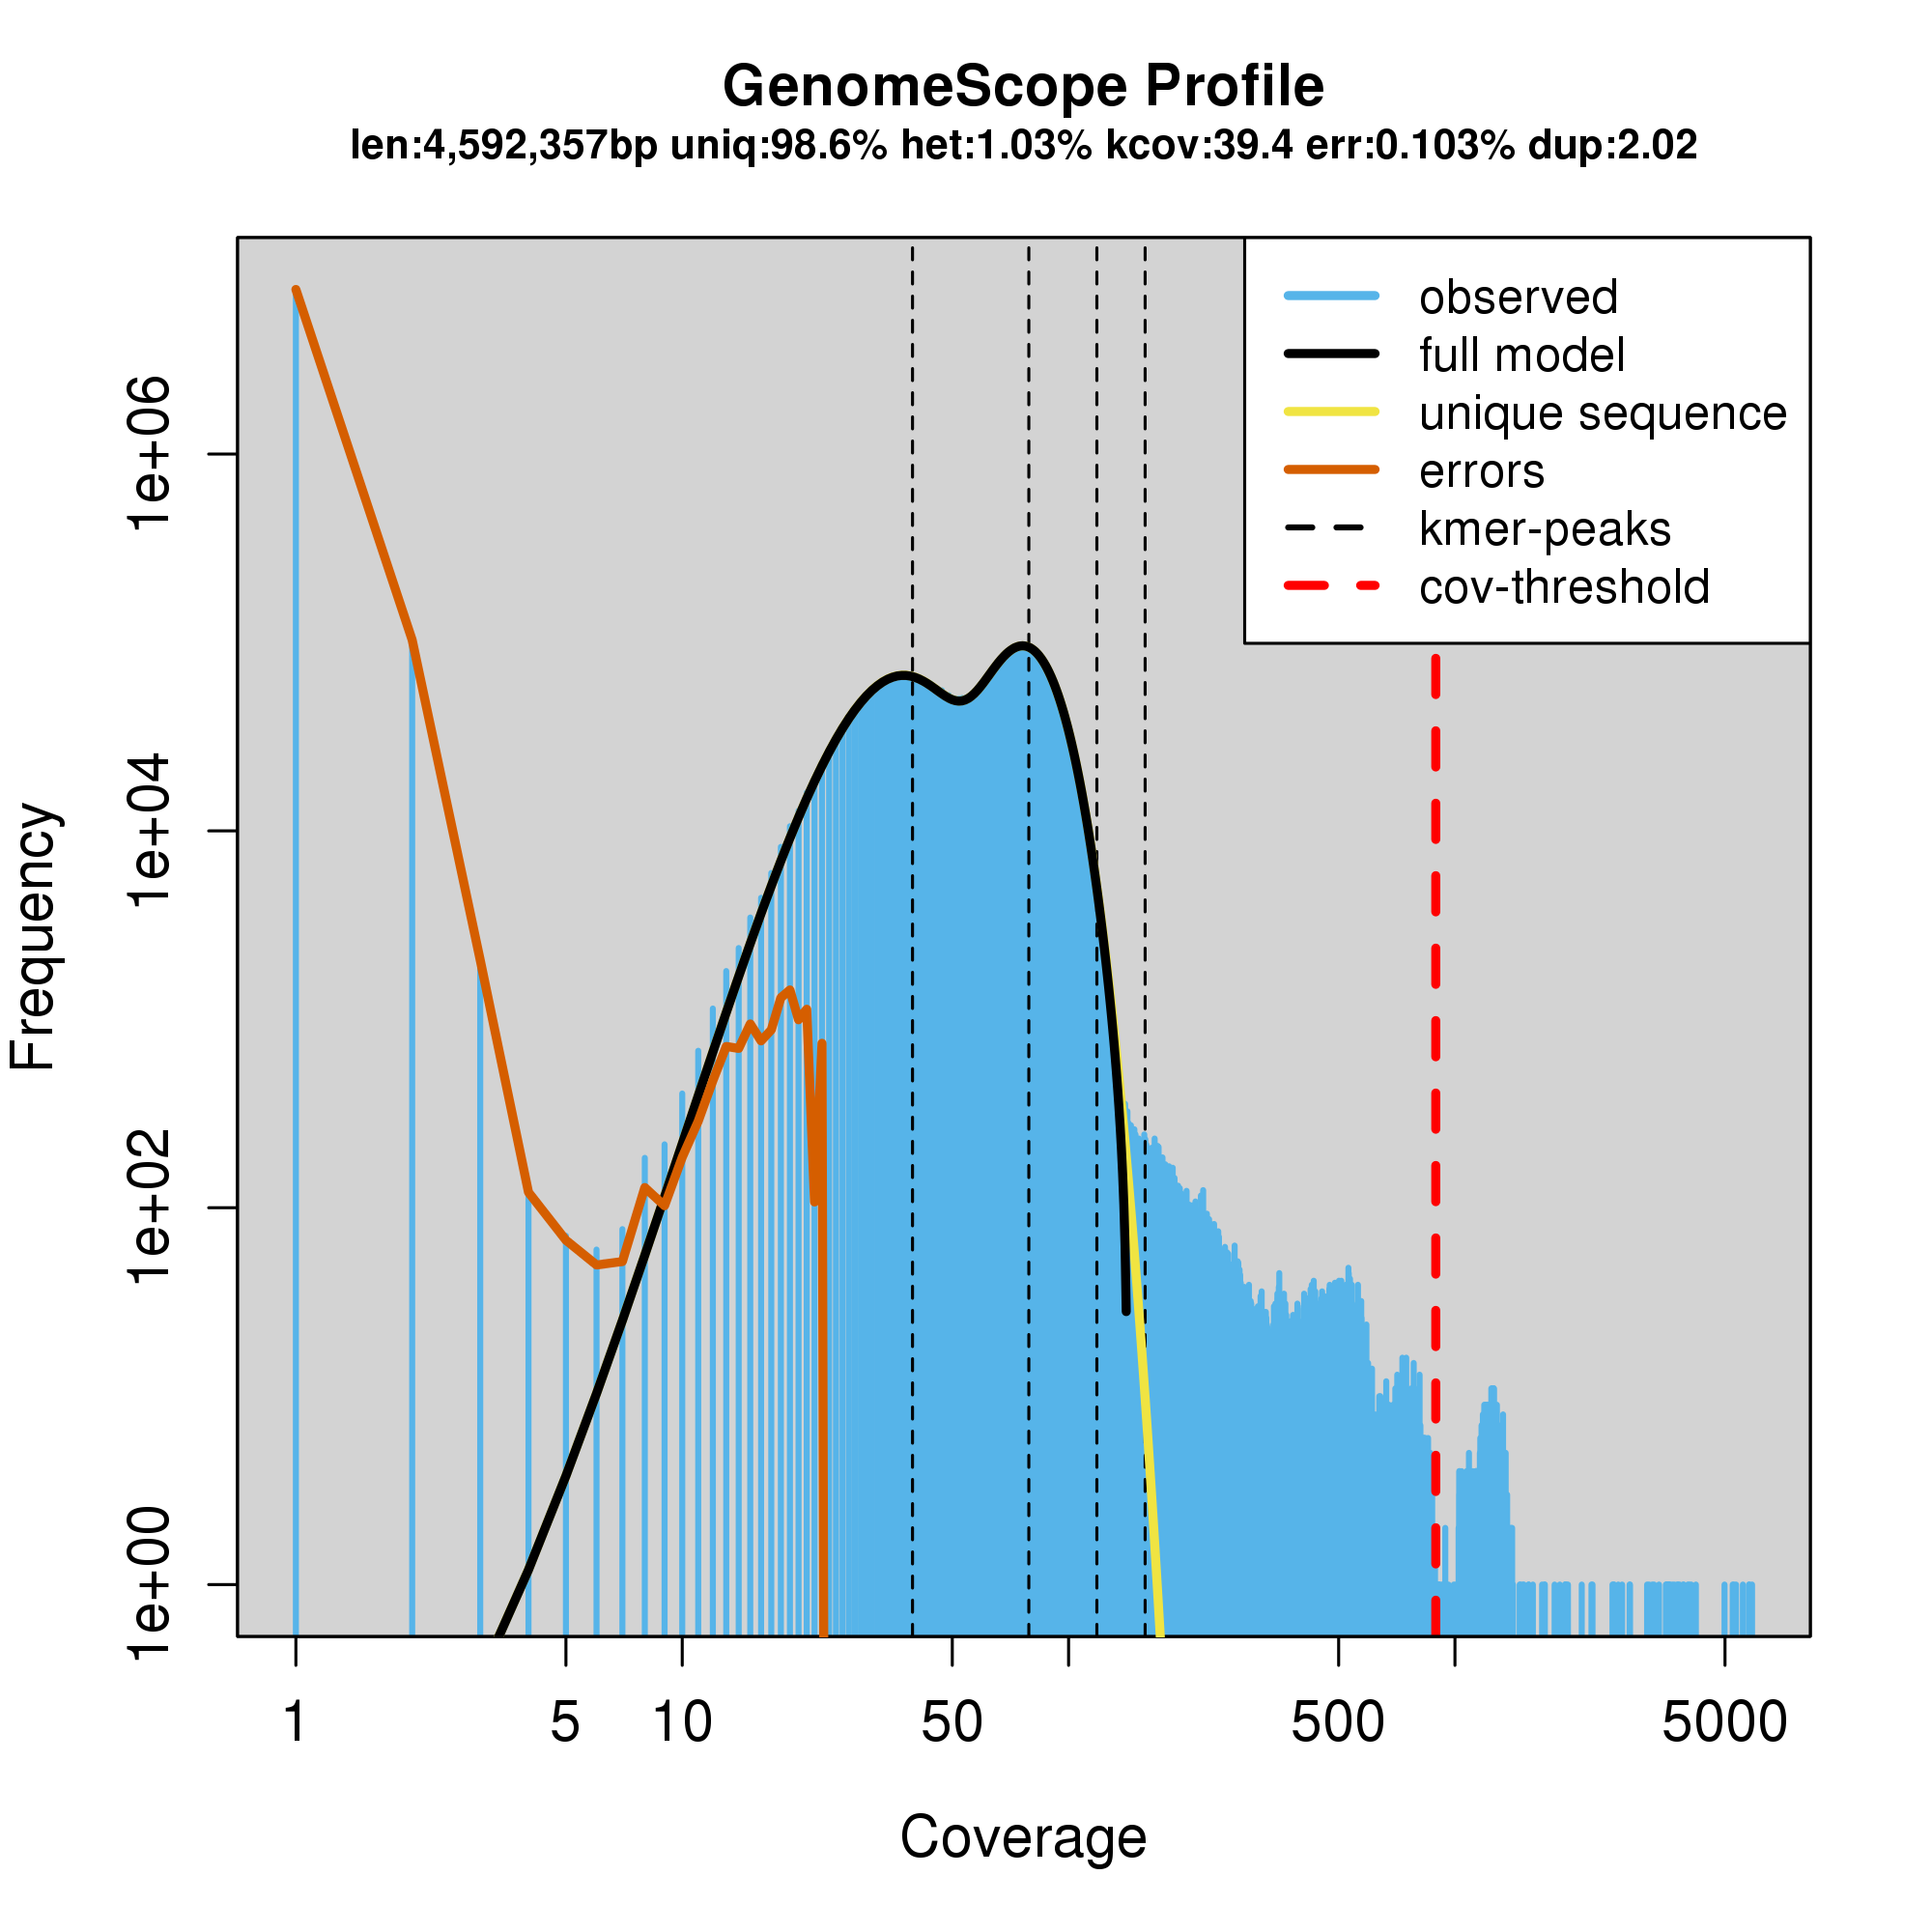 GenomeScope Profile
len:4,592,357bp uniq:98.6% het:1.03% kcov:39.4 err:0.103% dup:2.02
observed
full model
unique sequence
errors
kmer-peaks
cov-threshold
Frequency
1e+06
1e+04
1e+02
1e+00
1 5 10 50 500 5000
Coverage